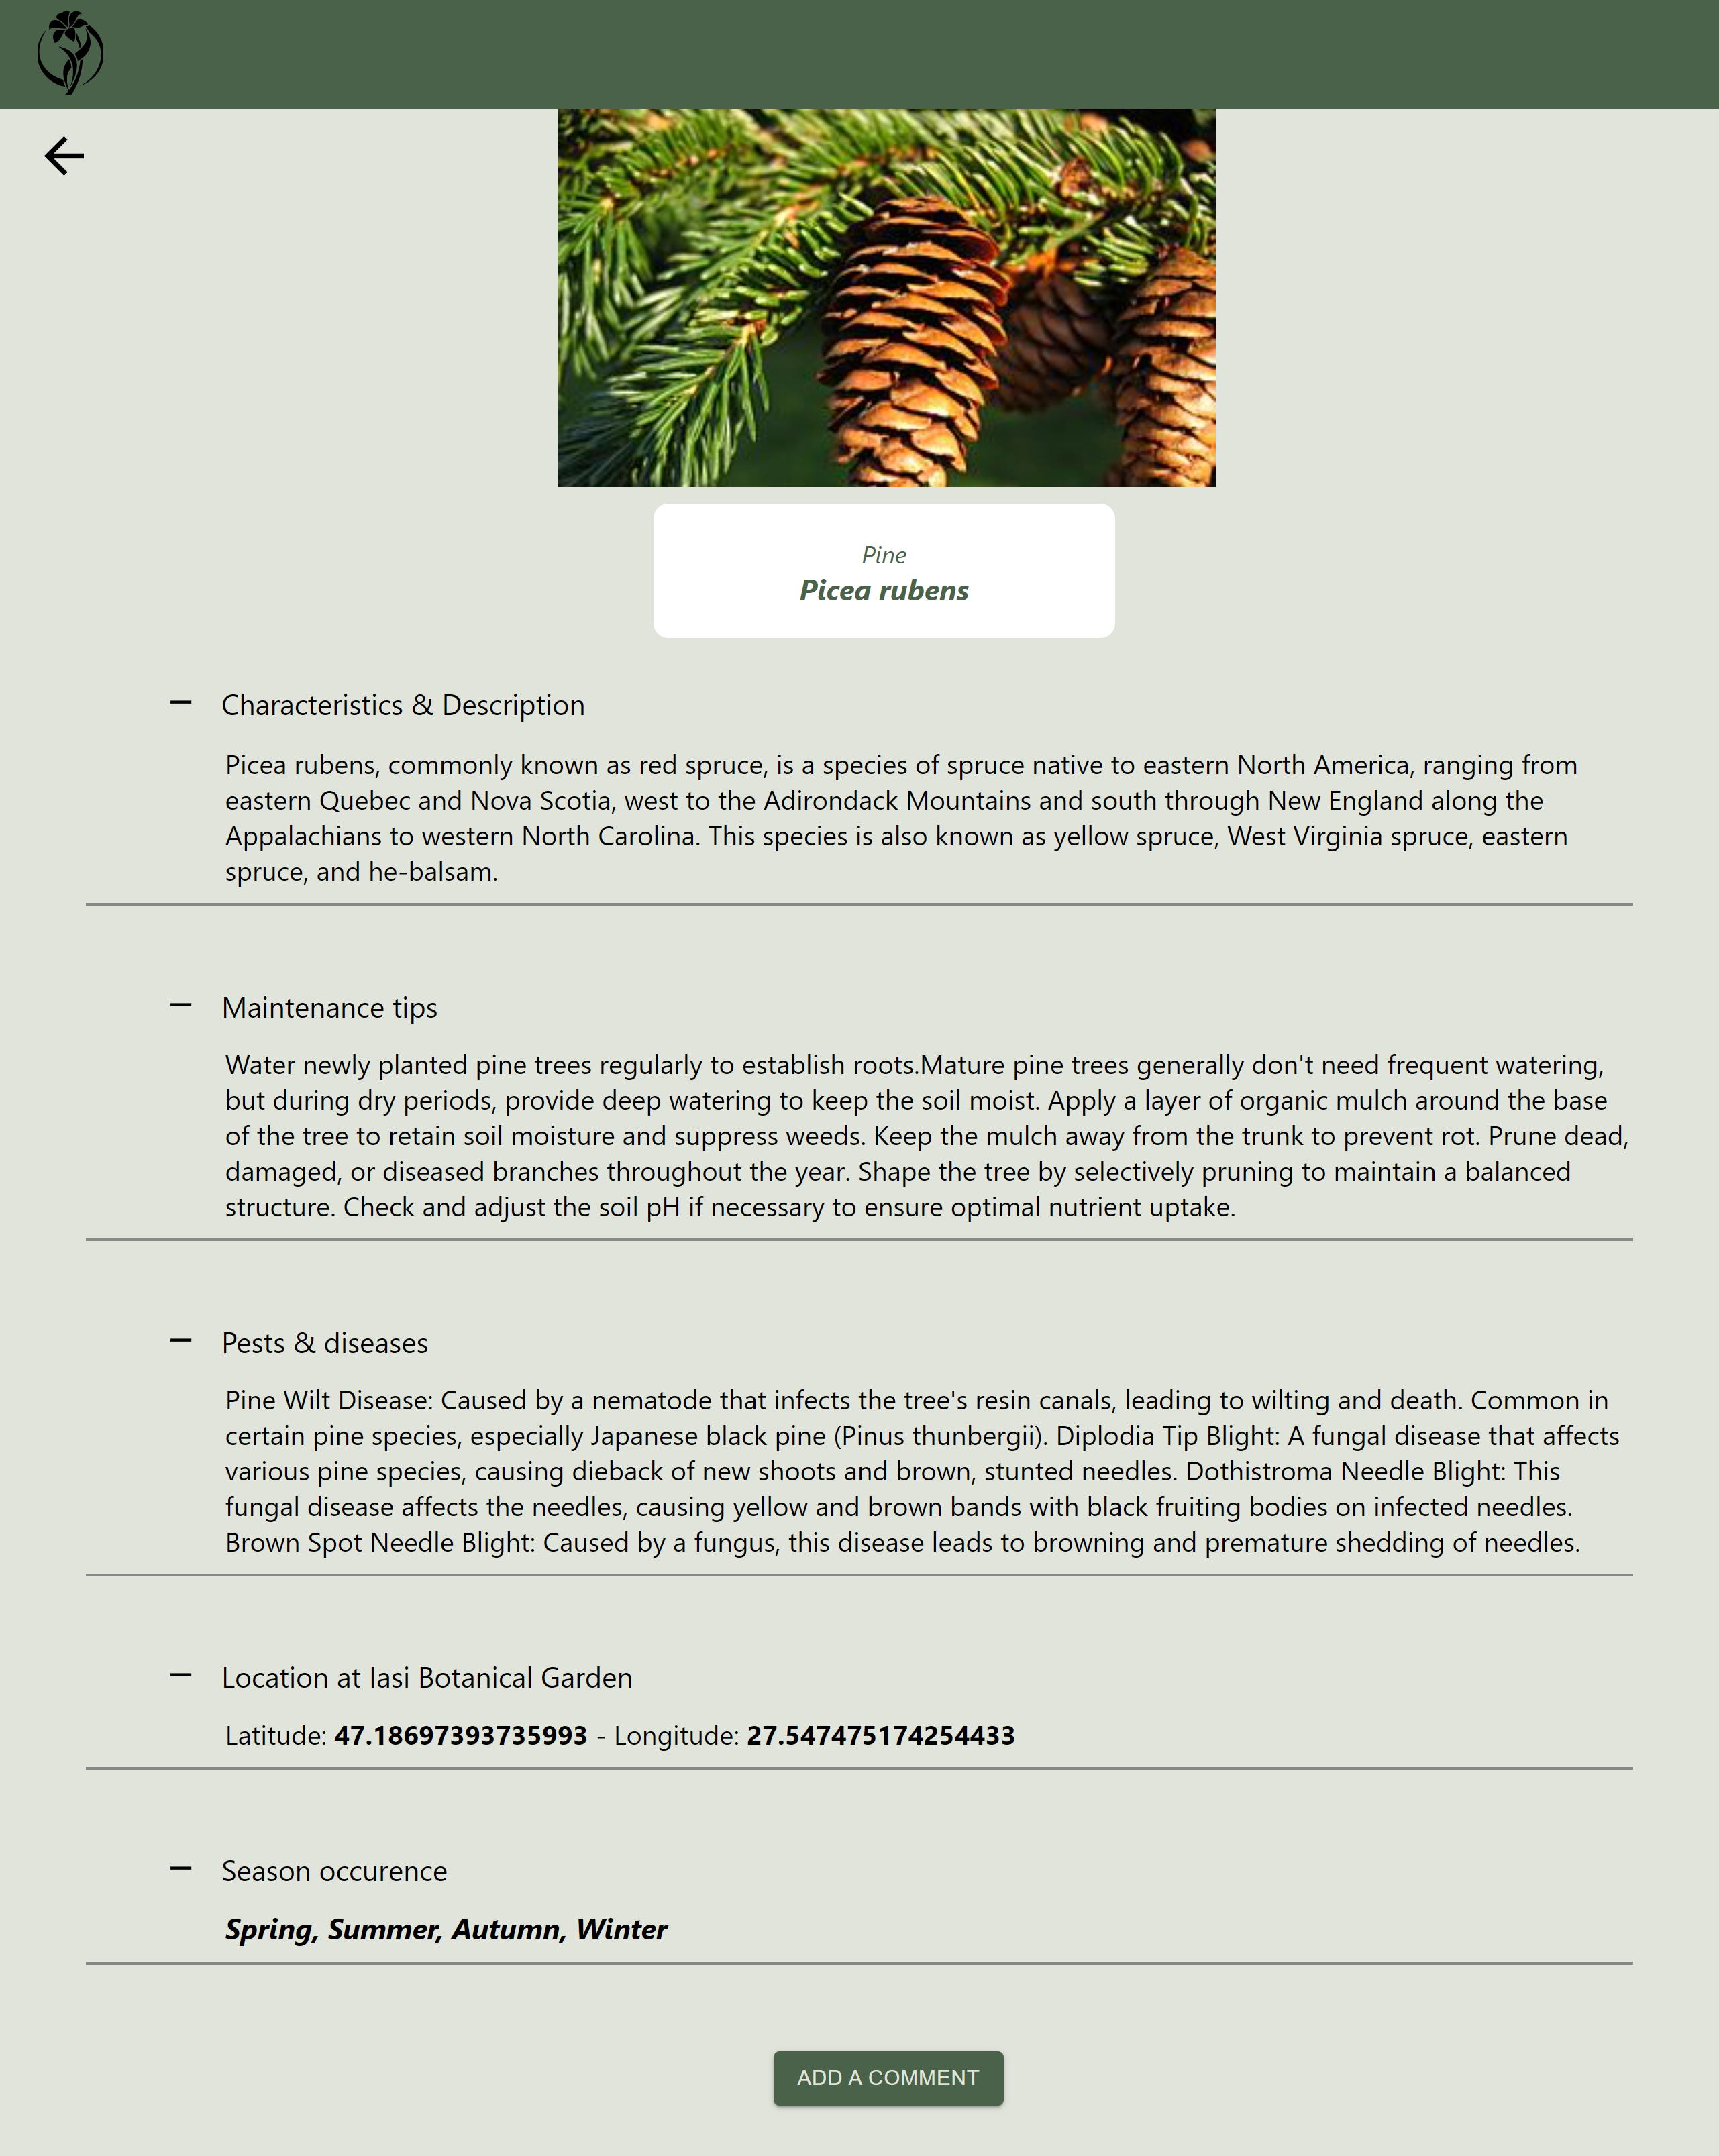 Pine
Picea rubens
Characteristics & Description
Picea rubens, commonly known as red spruce, is a species of spruce native to eastern North America, ranging from
eastern Quebec and Nova Scotia, west to the Adirondack Mountains and south through New England along the
Appalachians to western North Carolina. This species is also known as yellow spruce, West Virginia spruce, eastern
spruce, and he-balsam.
Maintenance tips
Water newly planted pine trees regularly to establish roots.Mature pine trees generally don't need frequent watering,
but during dry periods, provide deep watering to keep the soil moist. Apply a layer of organic mulch around the base
of the tree to retain soil moisture and suppress weeds. Keep the mulch away from the trunk to prevent rot. Prune dead,
damaged, or diseased branches throughout the year. Shape the tree by selectively pruning to maintain a balanced
structure. Check and adjust the soil pH if necessary to ensure optimal nutrient uptake.
Pests & diseases
Pine Wilt Disease: Caused by a nematode that infects the tree's resin canals, leading to wilting and death. Common in
certain pine species, especially Japanese black pine (Pinus thunbergii). Diplodia Tip Blight: A fungal disease that affects
various pine species, causing dieback of new shoots and brown, stunted needles. Dothistroma Needle Blight: This
fungal disease affects the needles, causing yellow and brown bands with black fruiting bodies on infected needles.
Brown Spot Needle Blight: Caused by a fungus, this disease leads to browning and premature shedding of needles.
Location at Iasi Botanical Garden
Latitude: 47.18697393735993 - Longitude: 27.547475174254433
Season occurence
Spring, Summer, Autumn, Winter
ADD A COMMENT